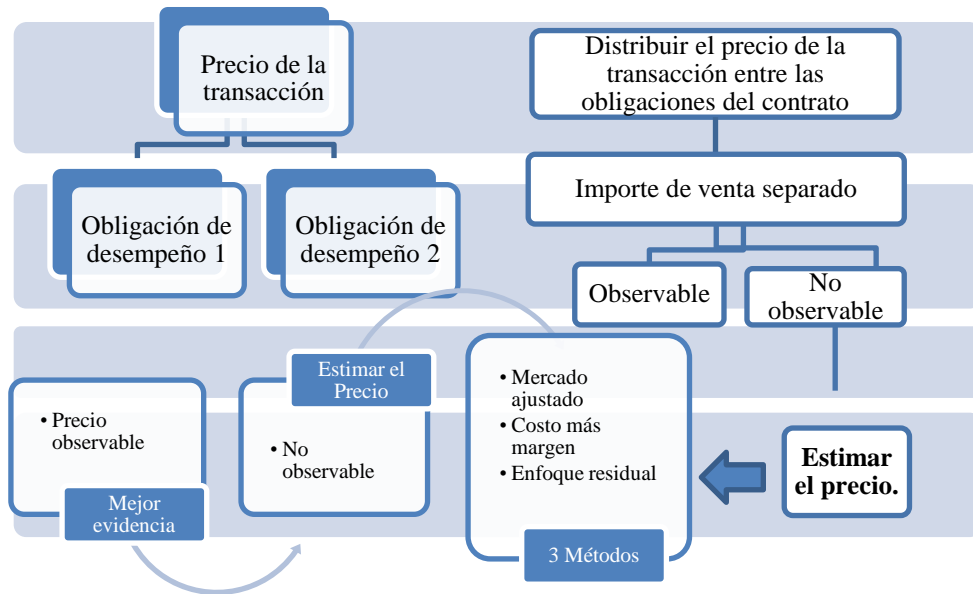 Precio de la
transacción
Distribuir el precio de la
transacción entre las
obligaciones del contrato
Obligación de
desempeño 1
Obligación de
desempeño 2
Importe de venta separado
Observable
No
observable
Estimar el
Precio
• Precio
observable
Mejor
evidencia
• No
observable
• Mercado
ajustado
• Costo más
margen
• Enfoque residual
3 Métodos
Estimar
el precio.